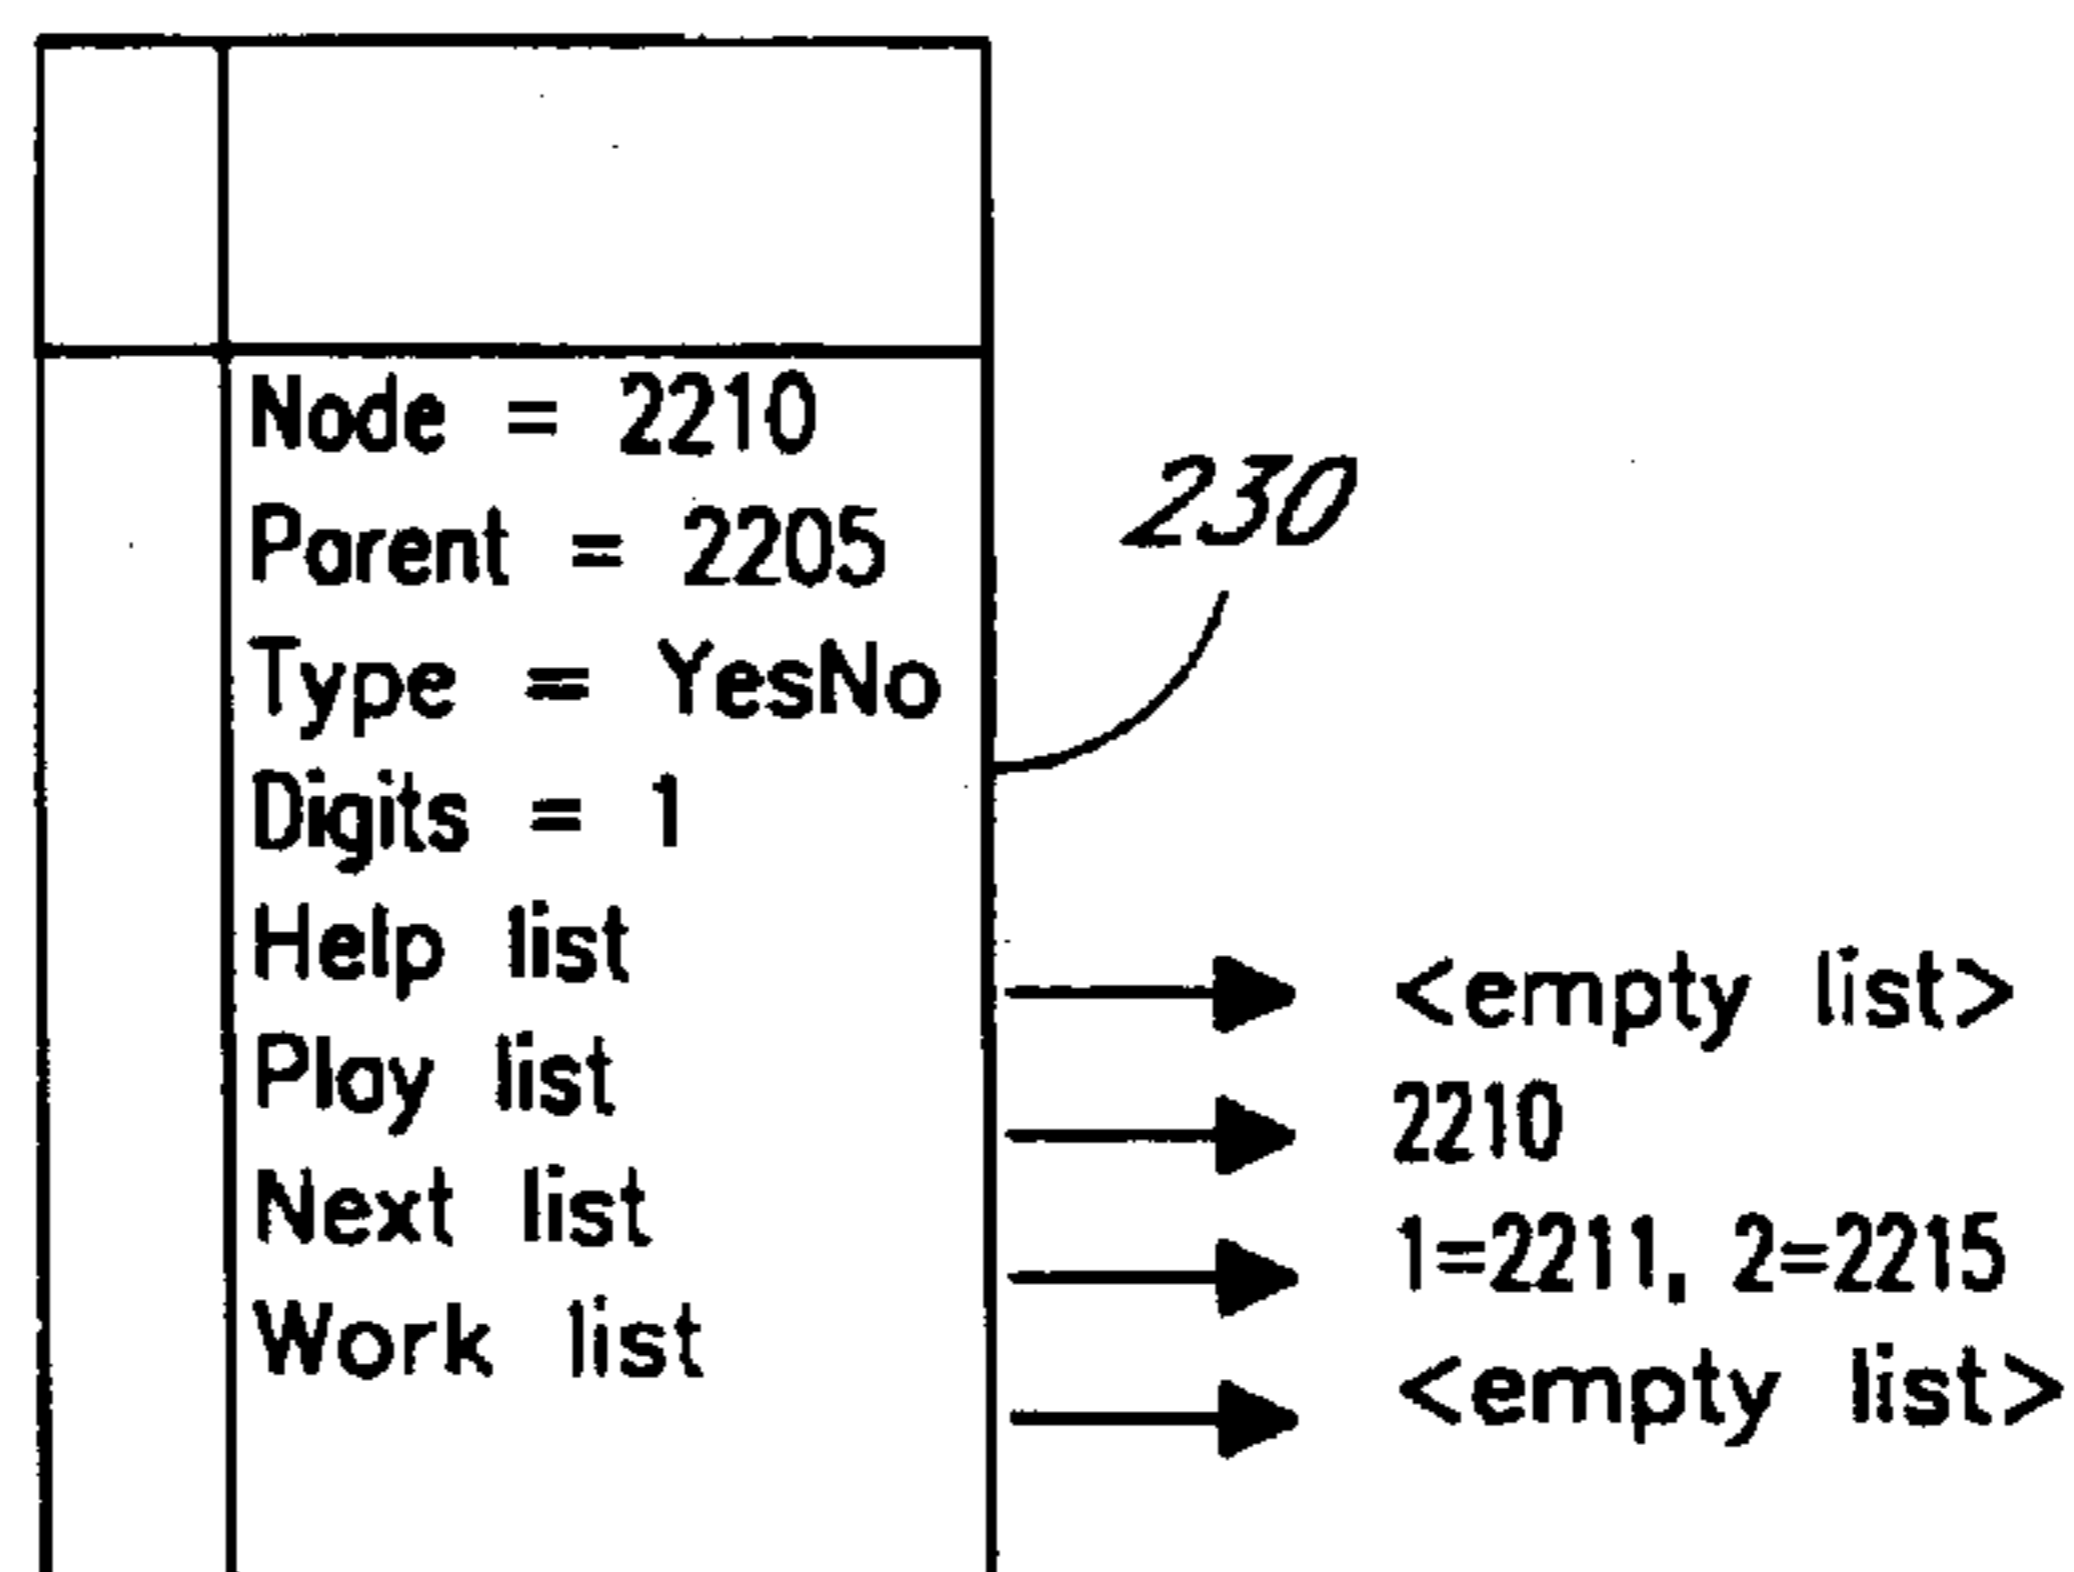 Node = 2210
Parent = 2205
230
Type = YesNo
Digits = 1
Help list
<empty list>
Play list
2210
Next list
1=2211, 2=2215
Work list
<empty list>